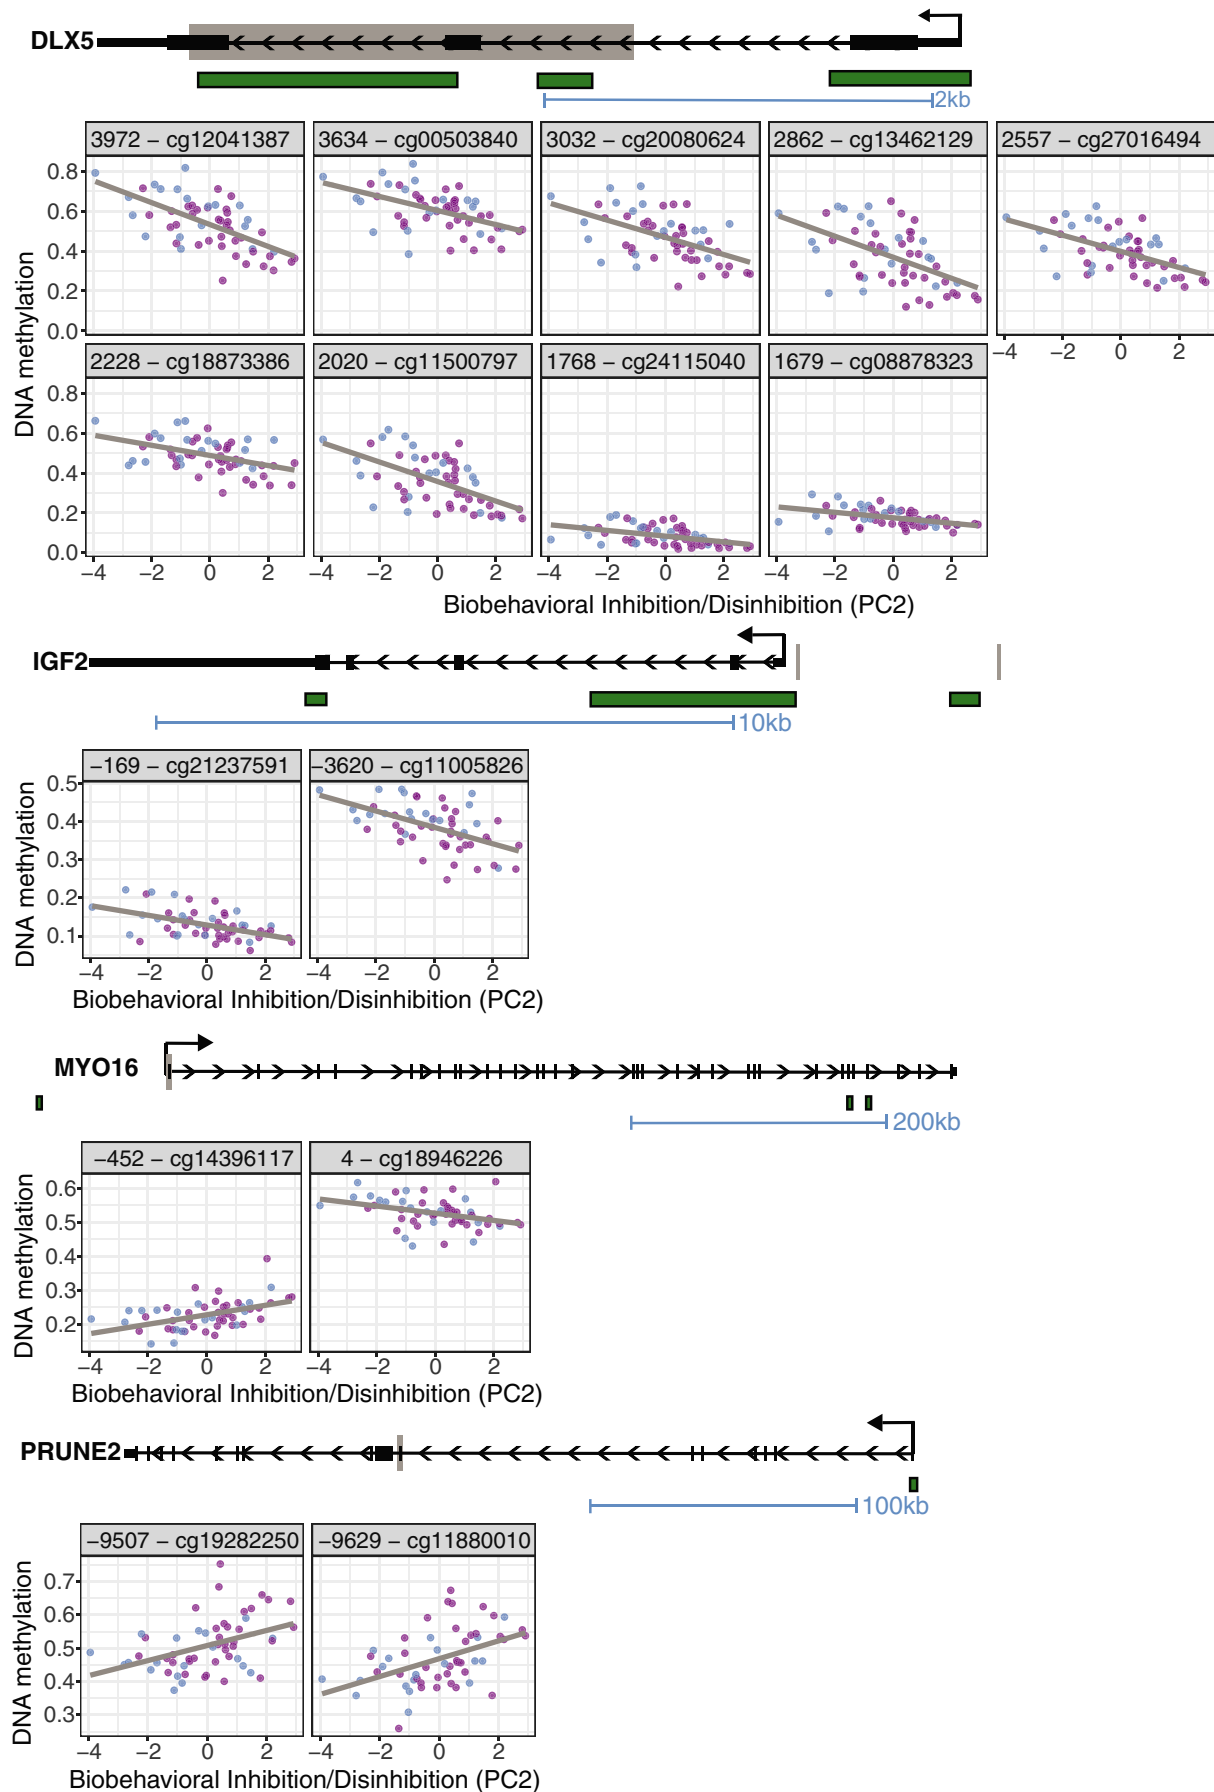 DLX5
2kb
3972 – cg12041387
3634 – cg00503840
3032 – cg20080624
2862 – cg13462129
2557 – cg27016494
DNA methylation
0.8
0.6
0.4
0.2
0.0
−4 −2 0 2
2228 – cg18873386
2020 – cg11500797
1768 – cg24115040
1679 – cg08878323
DNA methylation
0.8
0.6
0.4
0.2
0.0
−4 −2 0 2
−4 −2 0 2
−4 −2 0 2
−4 −2 0 2
Biobehavioral Inhibition/Disinhibition (PC2)
IGF2
10kb
−169 – cg21237591
−3620 – cg11005826
DNA methylation
0.5
0.4
0.3
0.2
0.1
−4 −2 0 2
−4 −2 0 2
Biobehavioral Inhibition/Disinhibition (PC2)
MYO16
200kb
−452 – cg14396117
4 – cg18946226
DNA methylation
0.6
0.5
0.4
0.3
0.2
−4 −2 0 2
−4 −2 0 2
Biobehavioral Inhibition/Disinhibition (PC2)
PRUNE2
100kb
−9507 – cg19282250
−9629 – cg11880010
DNA methylation
0.7
0.6
0.5
0.4
0.3
−4 −2 0 2
−4 −2 0 2
Biobehavioral Inhibition/Disinhibition (PC2)